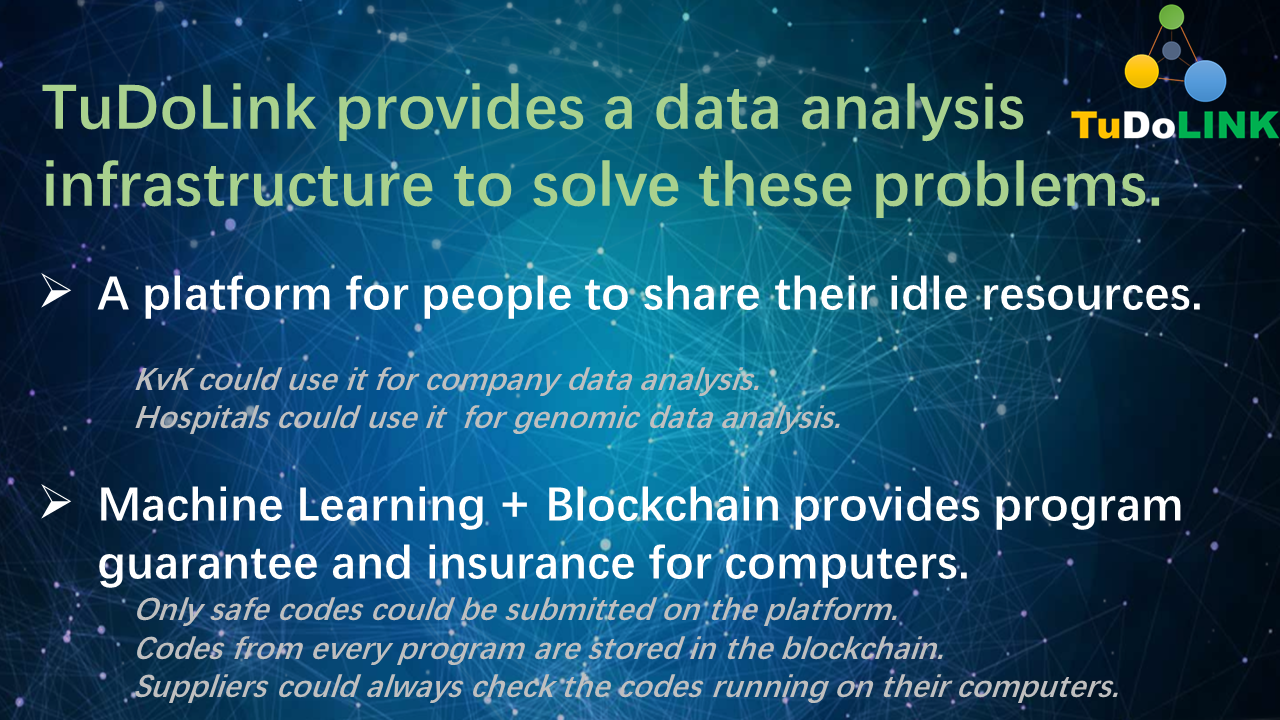 TuDoLINK
TuDoLink provides a data analysis
infrastructure to solve these problems.
➢ A platform for people to share their idle resources.
KvK could use it for company data analysis.
Hospitals could use it  for genomic data analysis.
➢ Machine Learning + Blockchain provides program
guarantee and insurance for computers.
Only safe codes could be submitted on the platform.
Codes from every program are stored in the blockchain.
Suppliers could always check the codes running on their computers.